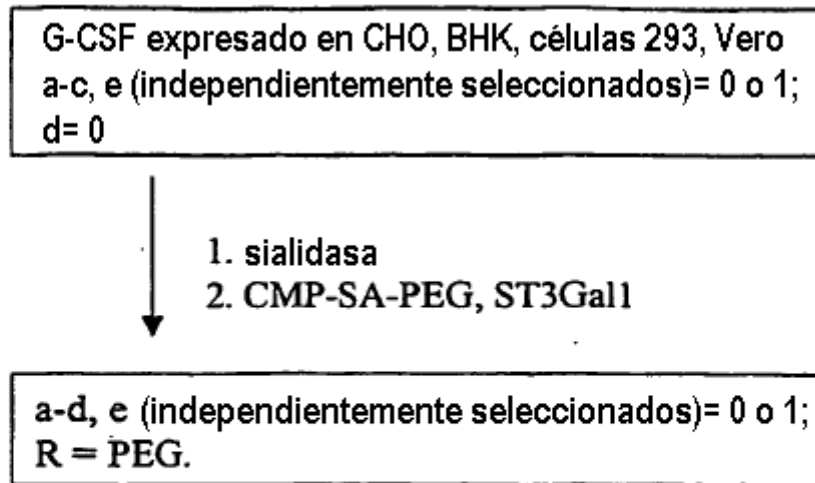 G-CSF expresado en CHO, BHK, células 293, Vero
a-c, e (independientemente seleccionados)= 0 o 1;
d= 0
1. sialidasa
2. CMP-SA-PEG, ST3Gal1
a-d, e (independientemente seleccionados)= 0 o 1;
R = PEG.